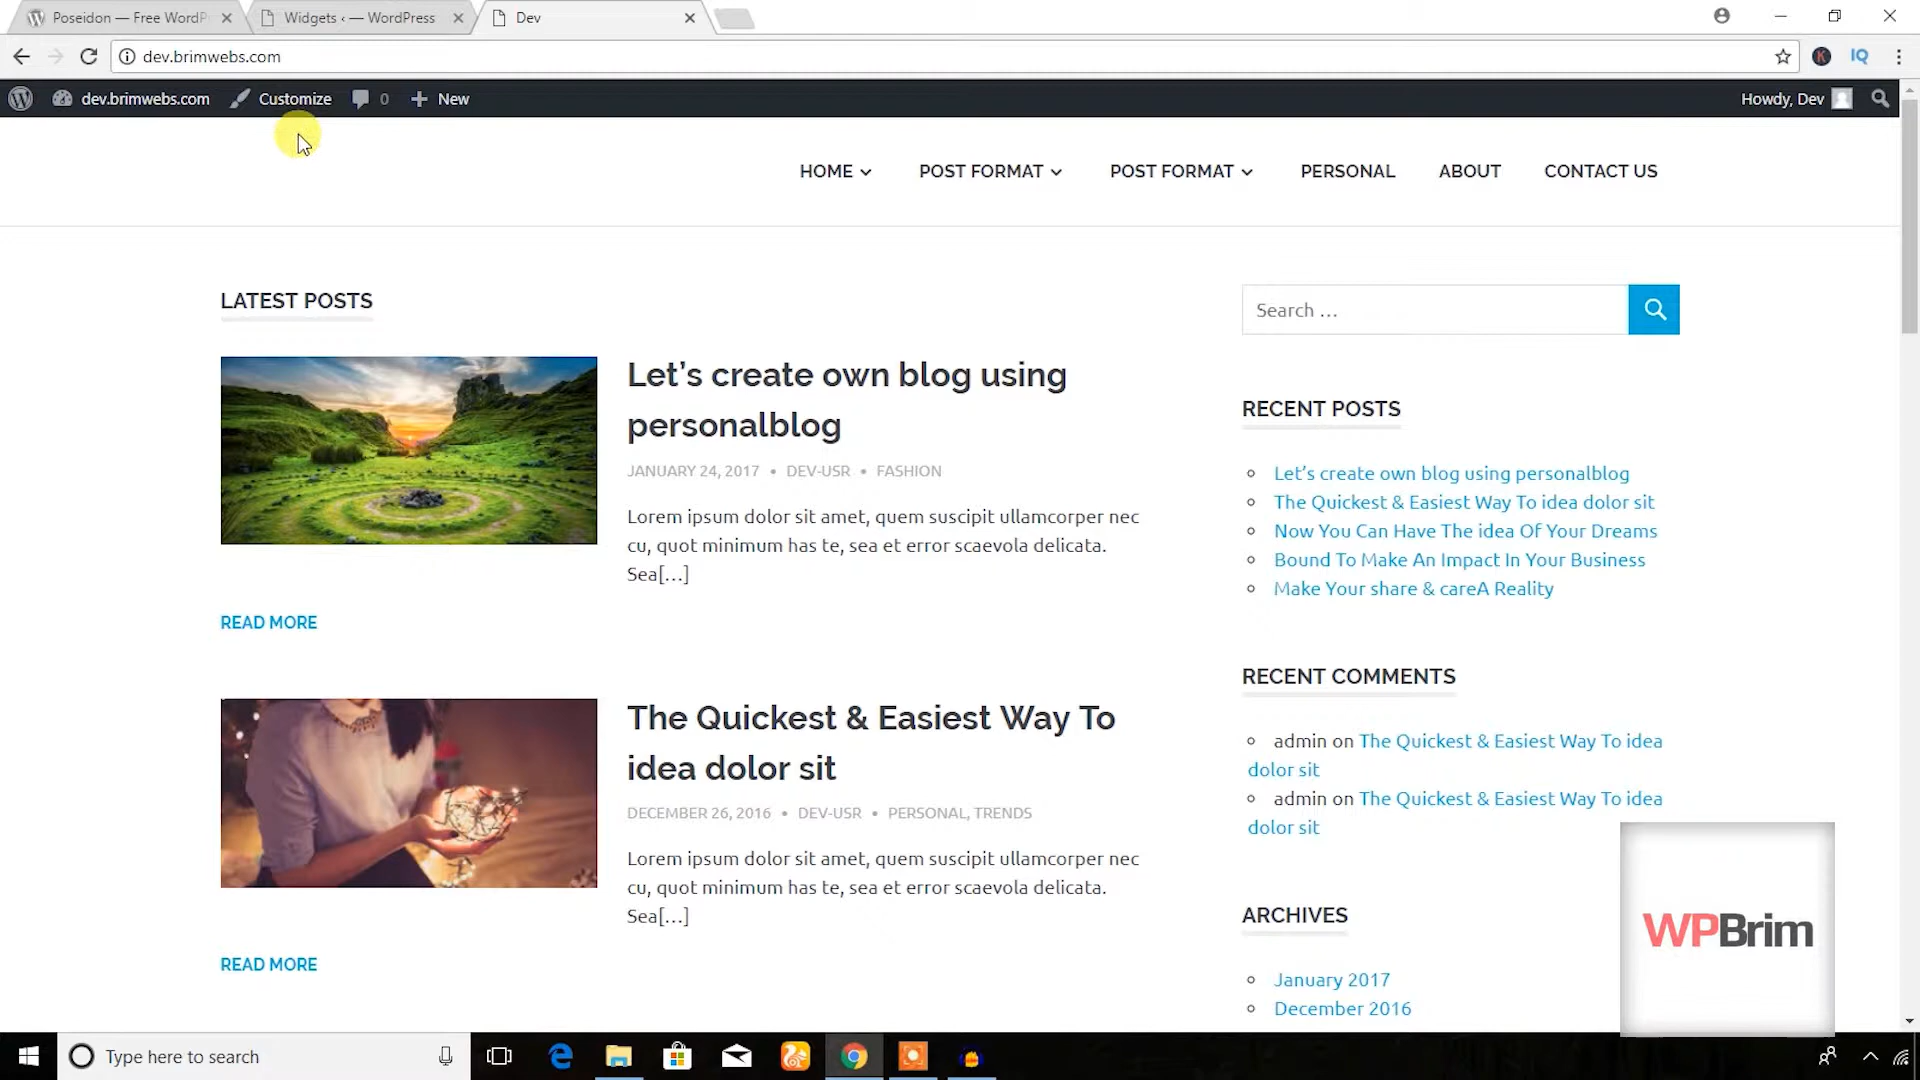 Poseidon — Free WordP
Widgets ‹ — WordPress
Dev
dev.brimwebs.com
dev.brimwebs.com
Customize
0
New
Howdy, Dev
HOME
POST FORMAT
POST FORMAT
PERSONAL
ABOUT
CONTACT US
LATEST POSTS
Let’s create own blog using
personalblog
JANUARY 24, 2017 • DEV-USR • FASHION
Lorem ipsum dolor sit amet, quem suscipit ullamcorper nec
cu, quot minimum has te, sea et error scaevola delicata.
Sea[…]
READ MORE
The Quickest & Easiest Way To
idea dolor sit
DECEMBER 26, 2016 • DEV-USR • PERSONAL, TRENDS
Lorem ipsum dolor sit amet, quem suscipit ullamcorper nec
cu, quot minimum has te, sea et error scaevola delicata.
Sea[…]
READ MORE
Search …
RECENT POSTS
Let’s create own blog using personalblog
The Quickest & Easiest Way To idea dolor sit
Now You Can Have The idea Of Your Dreams
Bound To Make An Impact In Your Business
Make Your share & careA Reality
RECENT COMMENTS
admin on The Quickest & Easiest Way To idea
dolor sit
admin on The Quickest & Easiest Way To idea
dolor sit
ARCHIVES
January 2017
December 2016
WPBrim
Type here to search
K
IQ